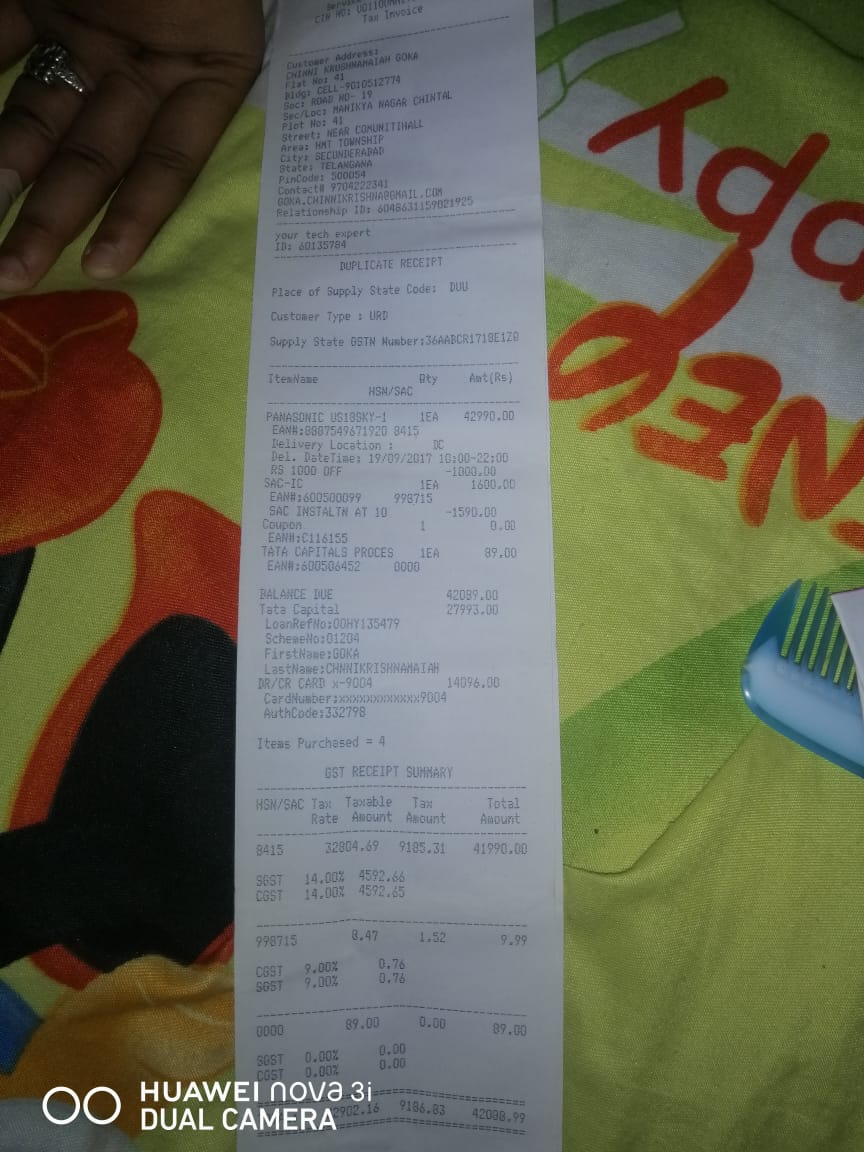 Tax Invoice
Customer Address:
CHINNI KRUSHNAMAIAH GOKA
Flat No: 41
Bldg: CELL-9010512774
Soc: ROAD NO- 19
Sec/Loc: MANIKYA NAGAR CHINTAL
Plot No: 41
Street: NEAR COMUNITIHALL
Area: HMT TOWNSHIP
City: SECUNDERABAD
State: TELANGANA
PinCode: 500054
Contact# 9704222341
GOKA.CHINNIKRISHNA@GMAIL.COM
Relationship ID: 6048631159021925
your tech expert
ID: 60135784
DUPLICATE RECEIPT
Place of Supply State Code: DUU
Customer Type : URD
Supply State GSTN Number:36AABCR1718E1Z0
ItemName Qty Amt(Rs)
HSN/SAC
PANASONIC US18SKY-1 1EA 42990.00
EAN#:8887549671920 8415
Delivery Location : DC
Del. DateTime: 19/09/2017 10:00-22:00
RS 1000 OFF -1000.00
SAC-IC 1EA 1600.00
EAN#:600500099 998715
SAC INSTALTN AT 10 -1590.00
Coupon 1 0.00
EAN#:C116155
TATA CAPITALS PROCES 1EA 89.00
EAN#:600506452 0000
BALANCE DUE 42089.00
Tata Capital 27993.00
LoanRefNo:00HY135479
SchemeNo:01204
FirstName:GOKA
LastName:CHNNIKRISHNAMAIAH
DR/CR CARD x-9004 14096.00
CardNumber:xxxxxxxxxxxx9004
AuthCode:332798
Items Purchased = 4
GST RECEIPT SUMMARY
HSN/SAC Tax Taxable Tax Total
Rate Amount Amount Amount
8415 32804.69 9185.31 41990.00
SGST 14.00% 4592.66
CGST 14.00% 4592.65
998715 8.47 1.52 9.99
CGST 9.00% 0.76
SGST 9.00% 0.76
0000 89.00 0.00 89.00
SGST 0.00% 0.00
CGST 0.00% 0.00
9186.83 42088.99
PPY
NE
HUAWEI nova 3i
DUAL CAMERA